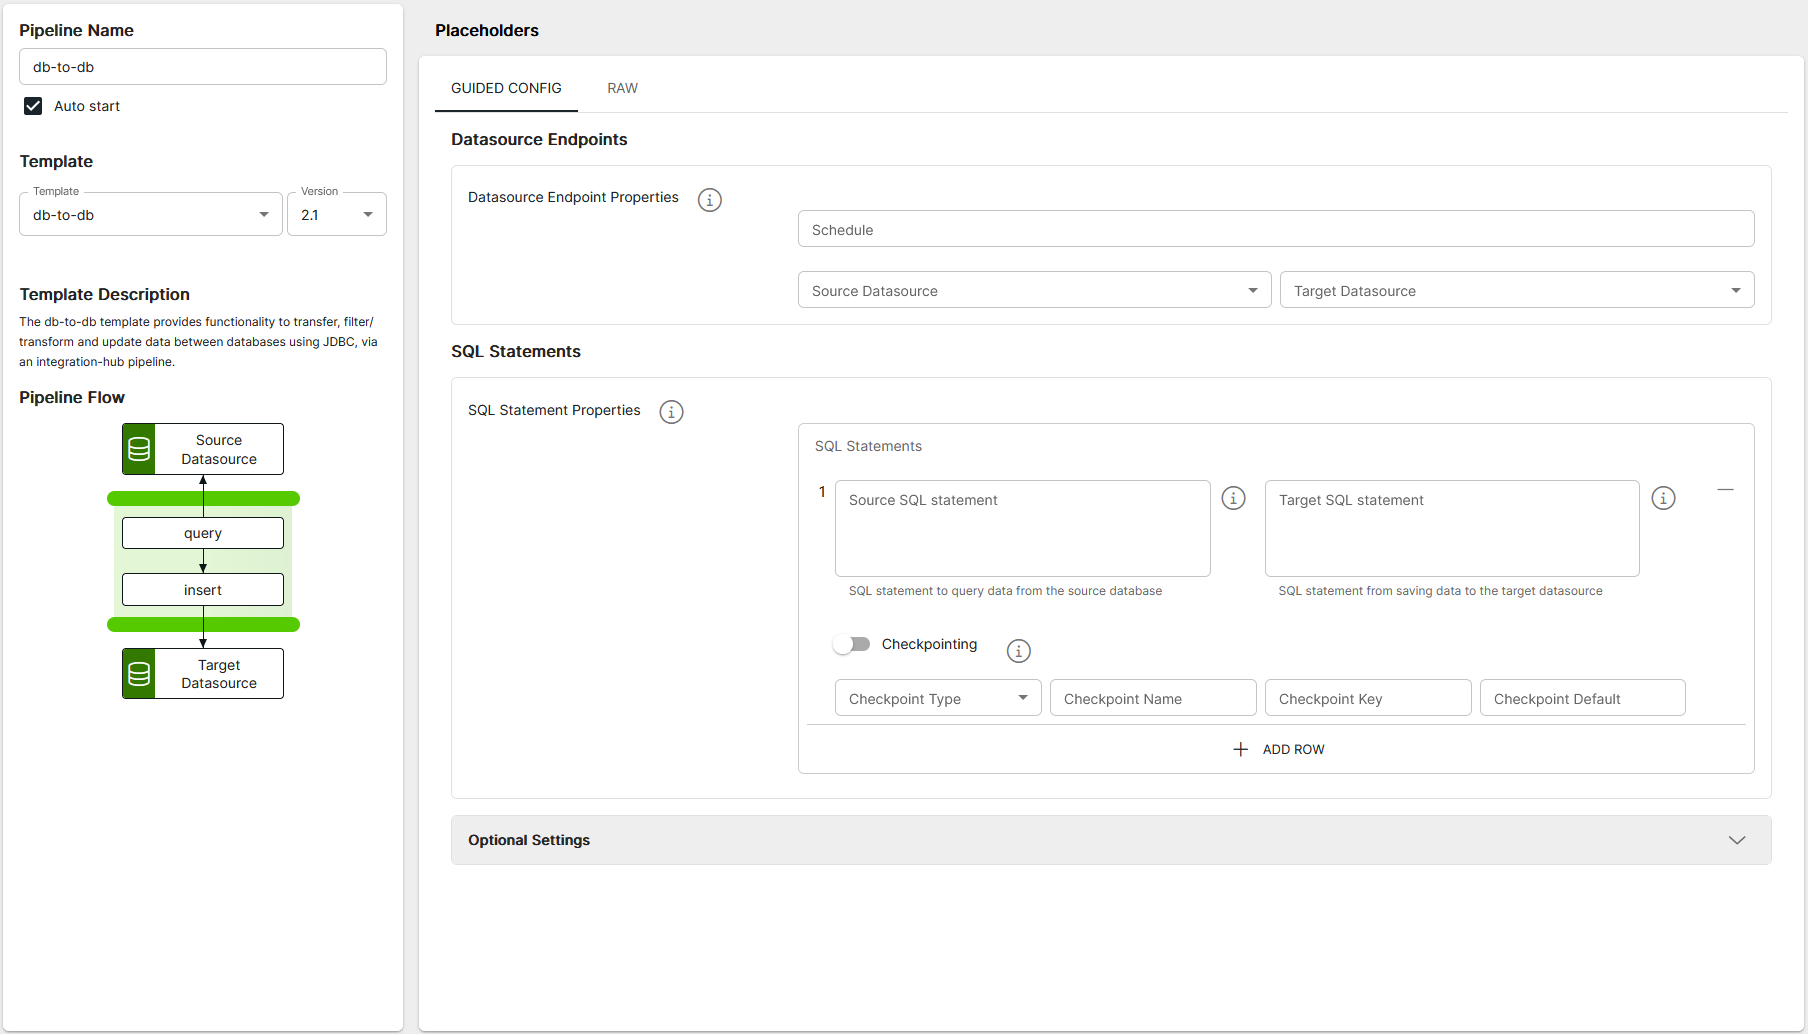 Pipeline Name
db-to-db
Auto start
Template
Template
db-to-db
Version
2.1
Template Description
The db-to-db template provides functionality to transfer, filter/
transform and update data between databases using JDBC, via
an integration-hub pipeline.
Pipeline Flow
Source
Datasource
query
insert
Target
Datasource
Placeholders
GUIDED CONFIG
RAW
Datasource Endpoints
Datasource Endpoint Properties
Schedule
Source Datasource
Target Datasource
SQL Statements
SQL Statement Properties
SQL Statements
1
Source SQL statement
Target SQL statement
SQL statement to query data from the source database
SQL statement from saving data to the target datasource
Checkpointing
Checkpoint Type
Checkpoint Name
Checkpoint Key
Checkpoint Default
ADD ROW
Optional Settings